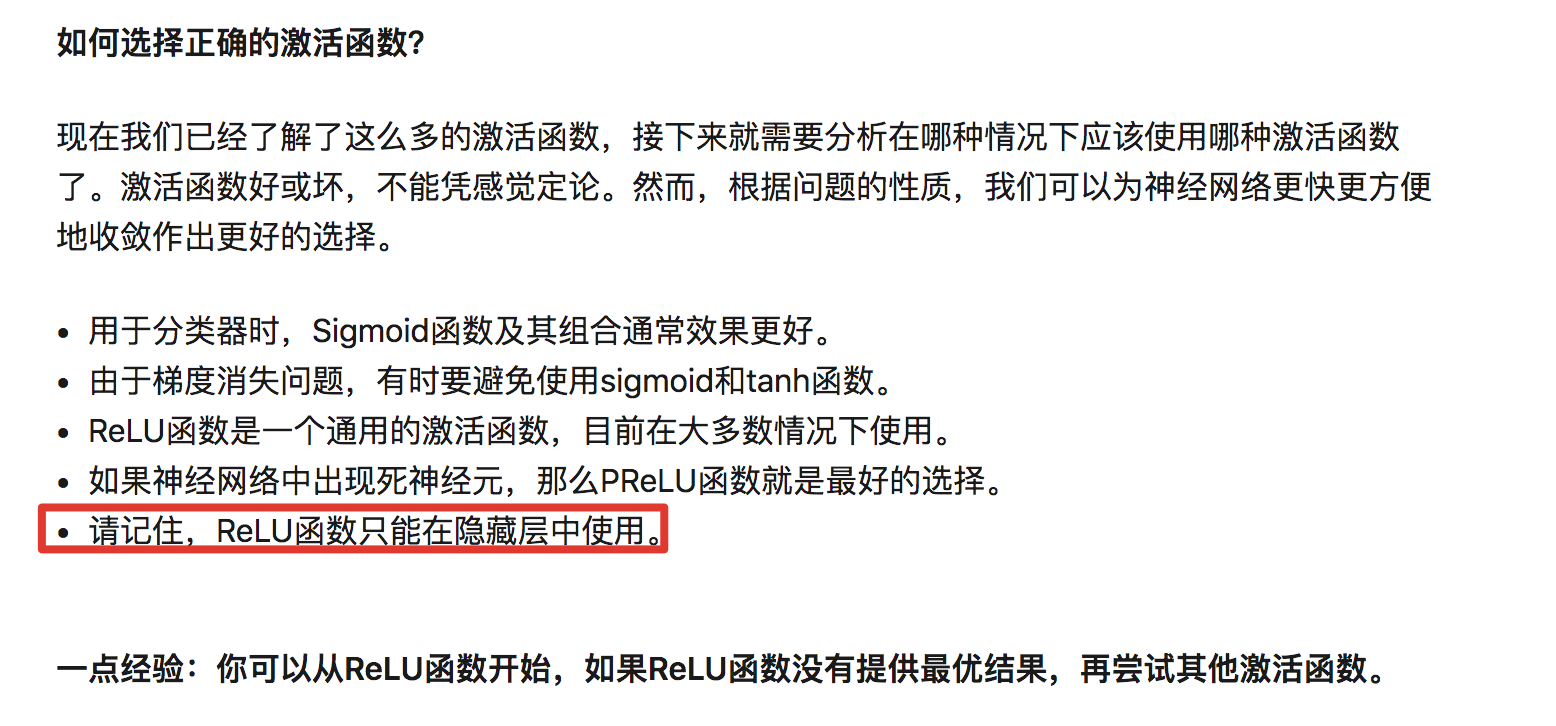 如何选择正确的激活函数?
现在我们已经了解了这么多的激活函数，接下来就需要分析在哪种情况下应该使用哪种激活函数
了。激活函数好或坏，不能凭感觉定论。然而，根据问题的性质，我们可以为神经网络更快更方便
地收敛作出更好的选择。
• 用于分类器时，Sigmoid函数及其组合通常效果更好。
• 由于梯度消失问题，有时要避免使用sigmoid和tanh函数。
• ReLU函数是一个通用的激活函数，目前在大多数情况下使用。
• 如果神经网络中出现死神经元，那么PReLU函数就是最好的选择。
• 请记住，ReLU函数只能在隐藏层中使用。
一点经验：你可以从ReLU函数开始，如果ReLU函数没有提供最优结果，再尝试其他激活函数。